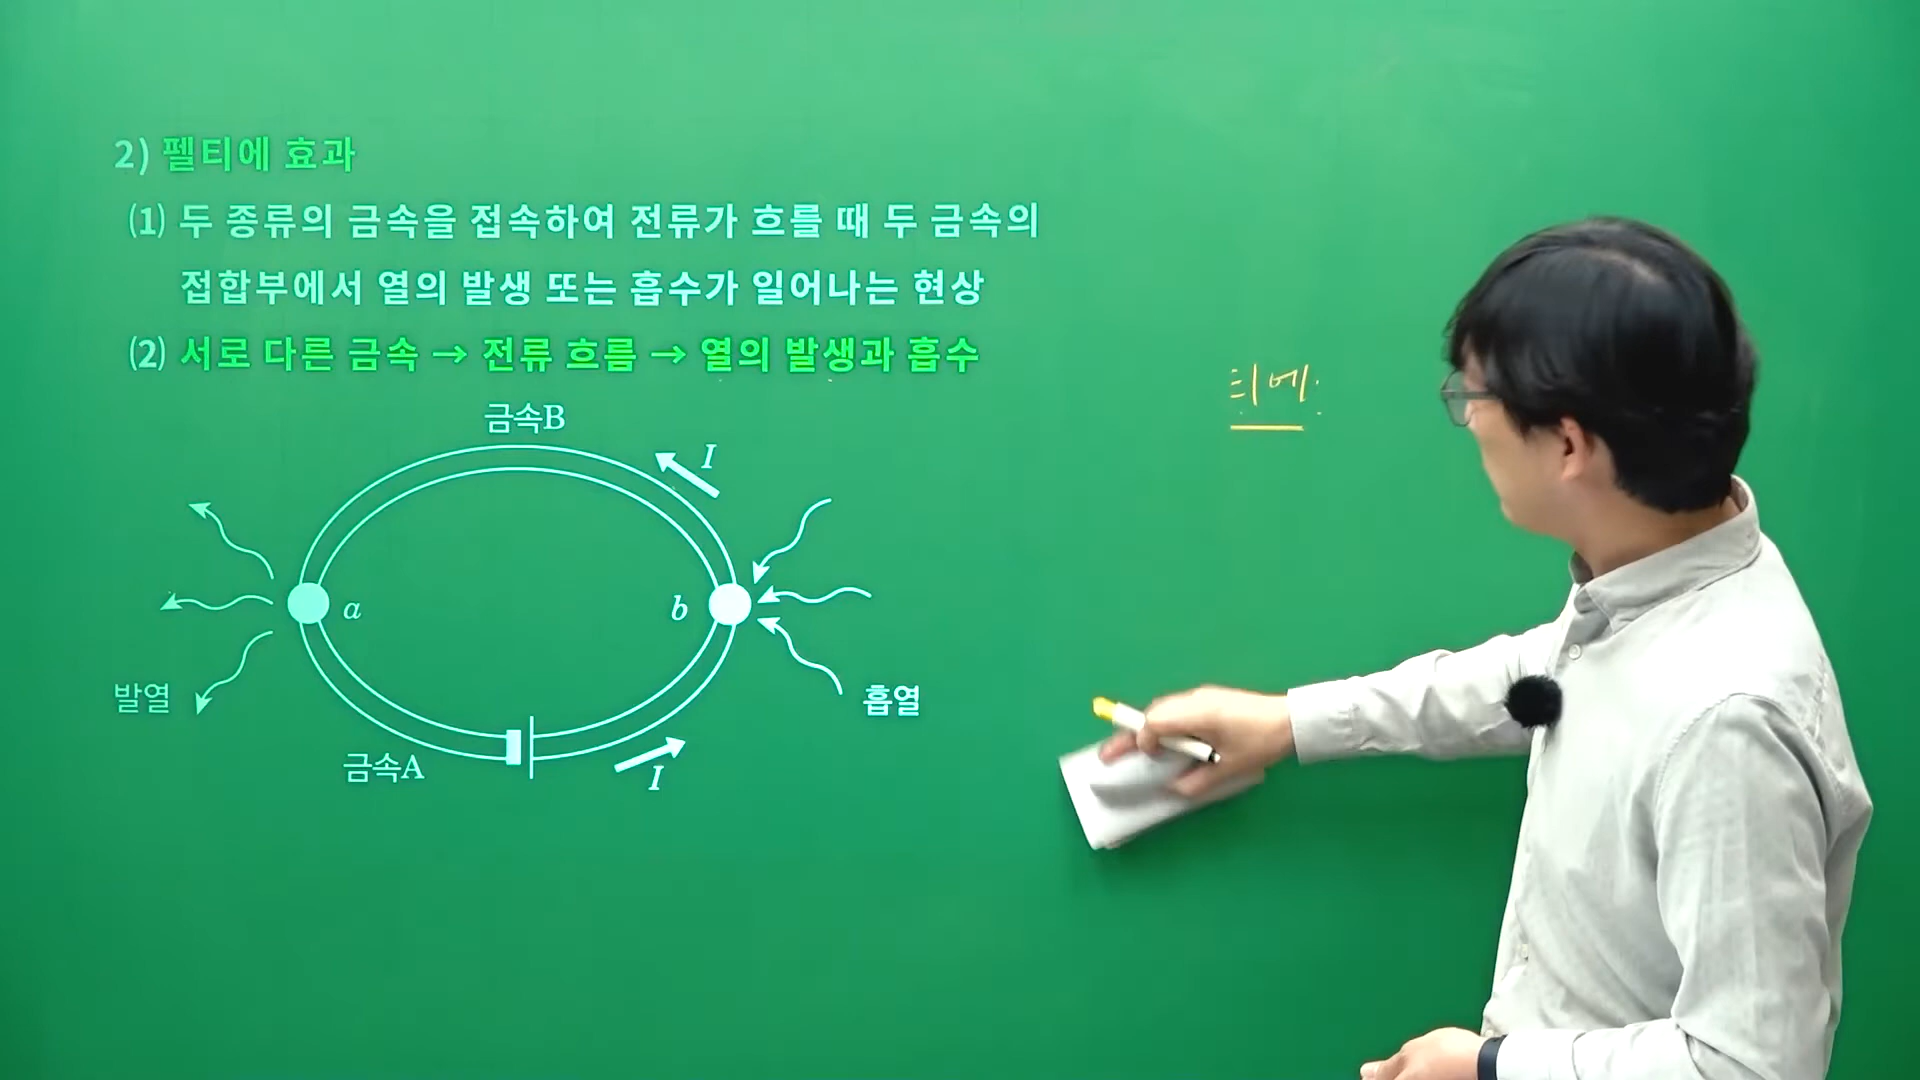 2) 펠티에 효과
(1) 두 종류의 금속을 접속하여 전류가 흐를 때 두 금속의
접합부에서 열의 발생 또는 흡수가 일어나는 현상
(2) 서로 다른 금속 → 전류 흐름 → 열의 발생과 흡수
티에
금속B
I
a
b
발열
흡열
금속A
I